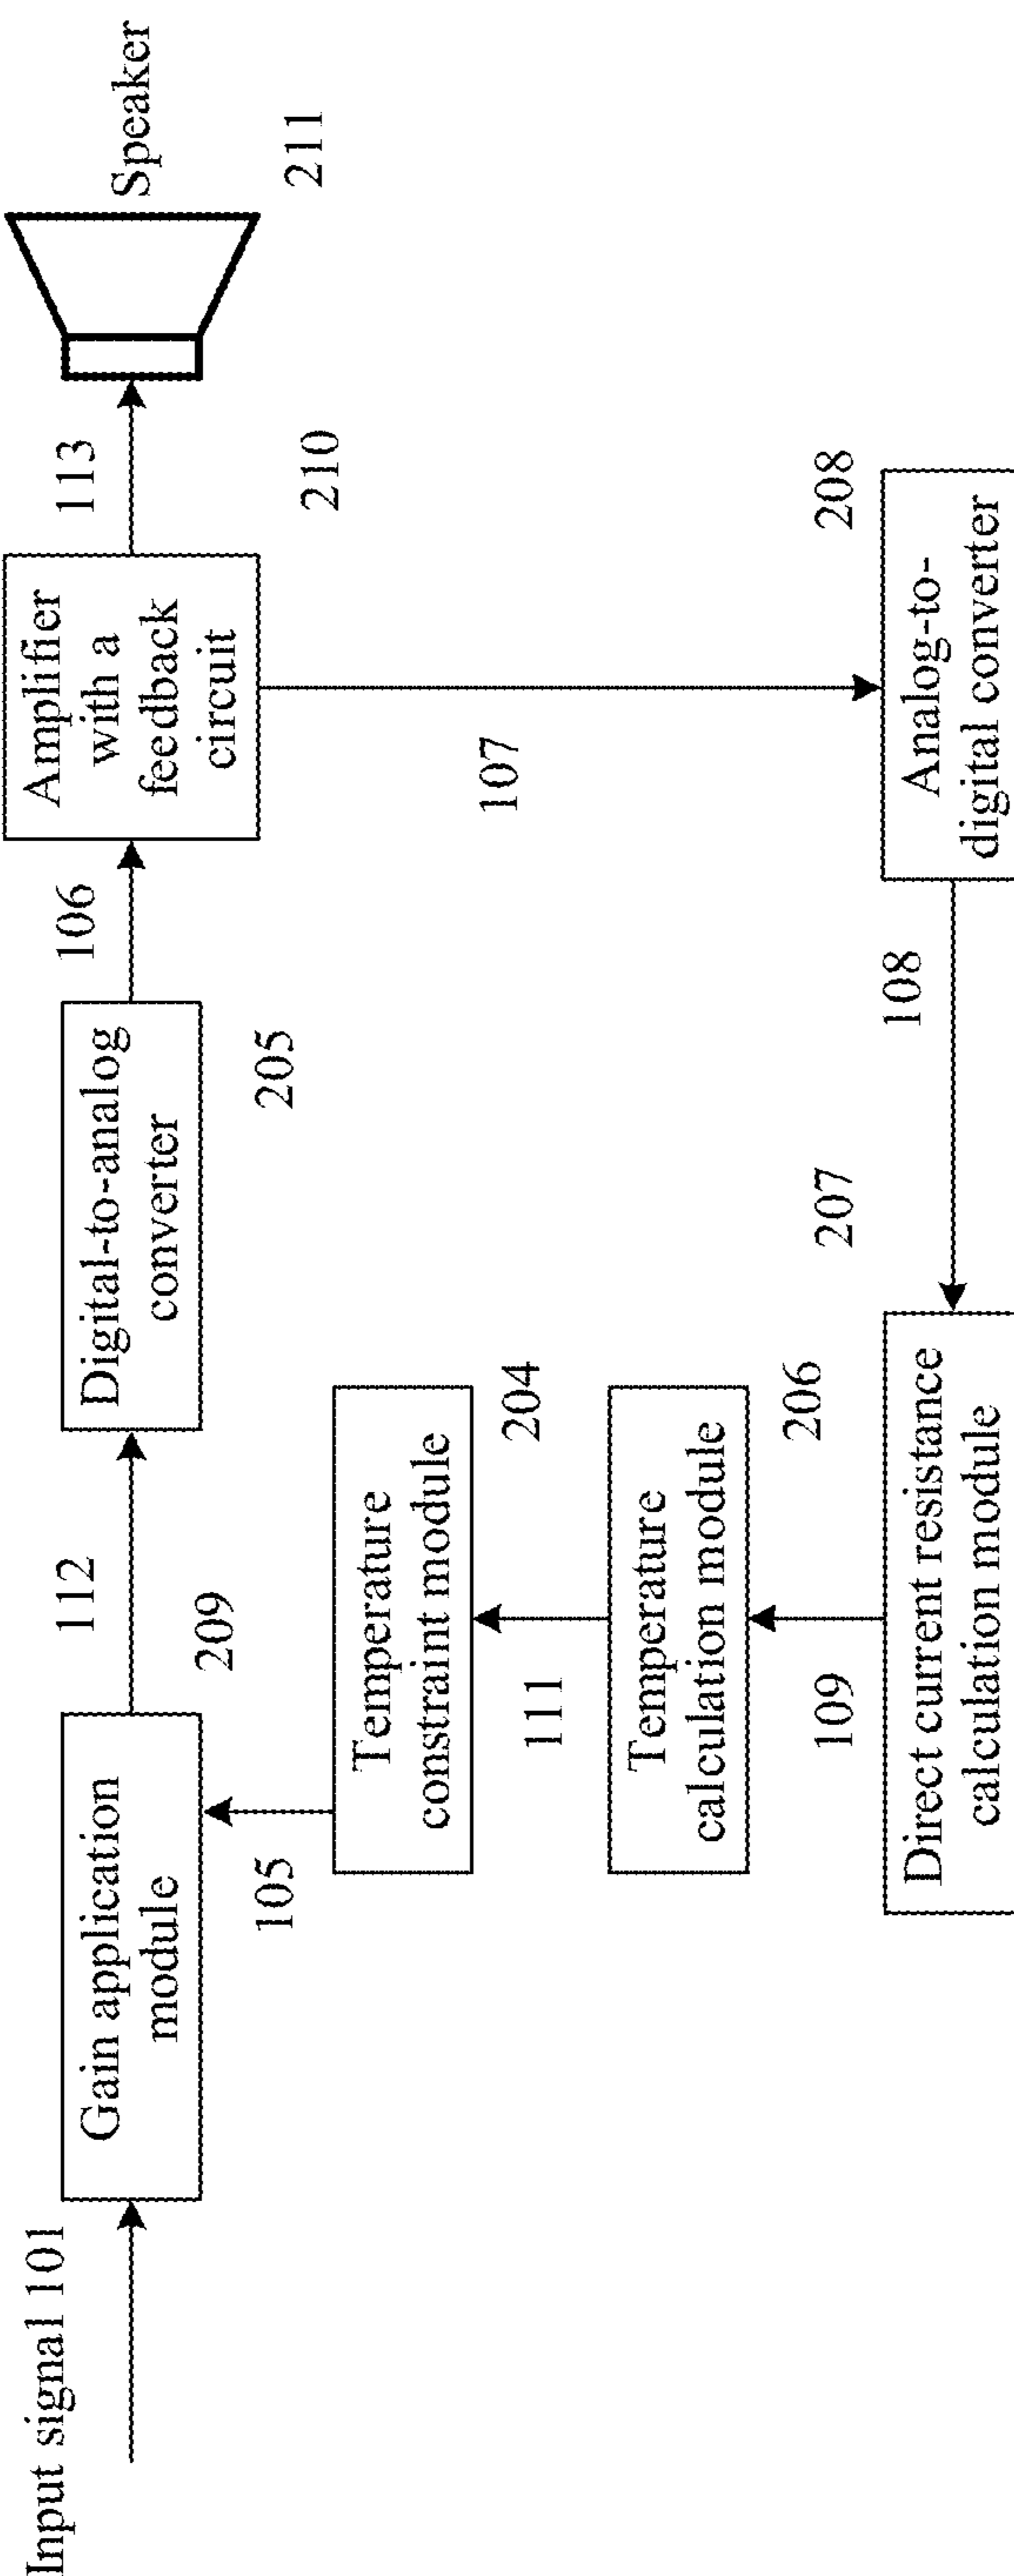 Input signal 101
Gain application
module
209
112
Digital-to-analog
converter
205
106
Amplifier
with a
feedback
circuit
210
113
Speaker
211
105
Temperature
constraint module
204
111
Temperature
calculation module
206
109
Direct current resistance
calculation module
207
108
Analog-to-
digital converter
208
107